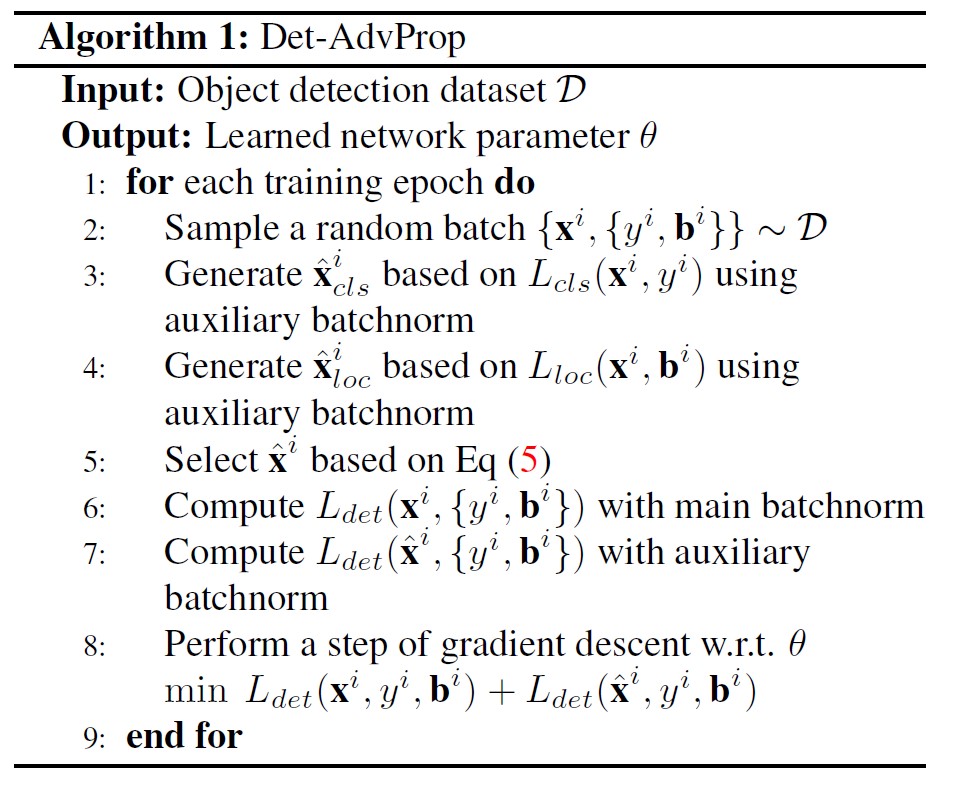 Algorithm 1: Det-AdvProp
Input: Object detection dataset $\mathcal{D}$
Output: Learned network parameter $\theta$
1: for each training epoch do
2: Sample a random batch $\{\mathbf{x}^i, \{y^i, \mathbf{b}^i\}\} \sim \mathcal{D}$
3: Generate $\hat{\mathbf{x}}^i_{cls}$ based on $L_{cls}(\mathbf{x}^i, y^i)$ using
auxiliary batchnorm
4: Generate $\hat{\mathbf{x}}^i_{loc}$ based on $L_{loc}(\mathbf{x}^i, \mathbf{b}^i)$ using
auxiliary batchnorm
5: Select $\hat{\mathbf{x}}^i$ based on Eq (5)
6: Compute $L_{det}(\mathbf{x}^i, \{y^i, \mathbf{b}^i\})$ with main batchnorm
7: Compute $L_{det}(\hat{\mathbf{x}}^i, \{y^i, \mathbf{b}^i\})$ with auxiliary
batchnorm
8: Perform a step of gradient descent w.r.t. $\theta$
$\min \ L_{det}(\mathbf{x}^i, y^i, \mathbf{b}^i) + L_{det}(\hat{\mathbf{x}}^i, y^i, \mathbf{b}^i)$
9: end for